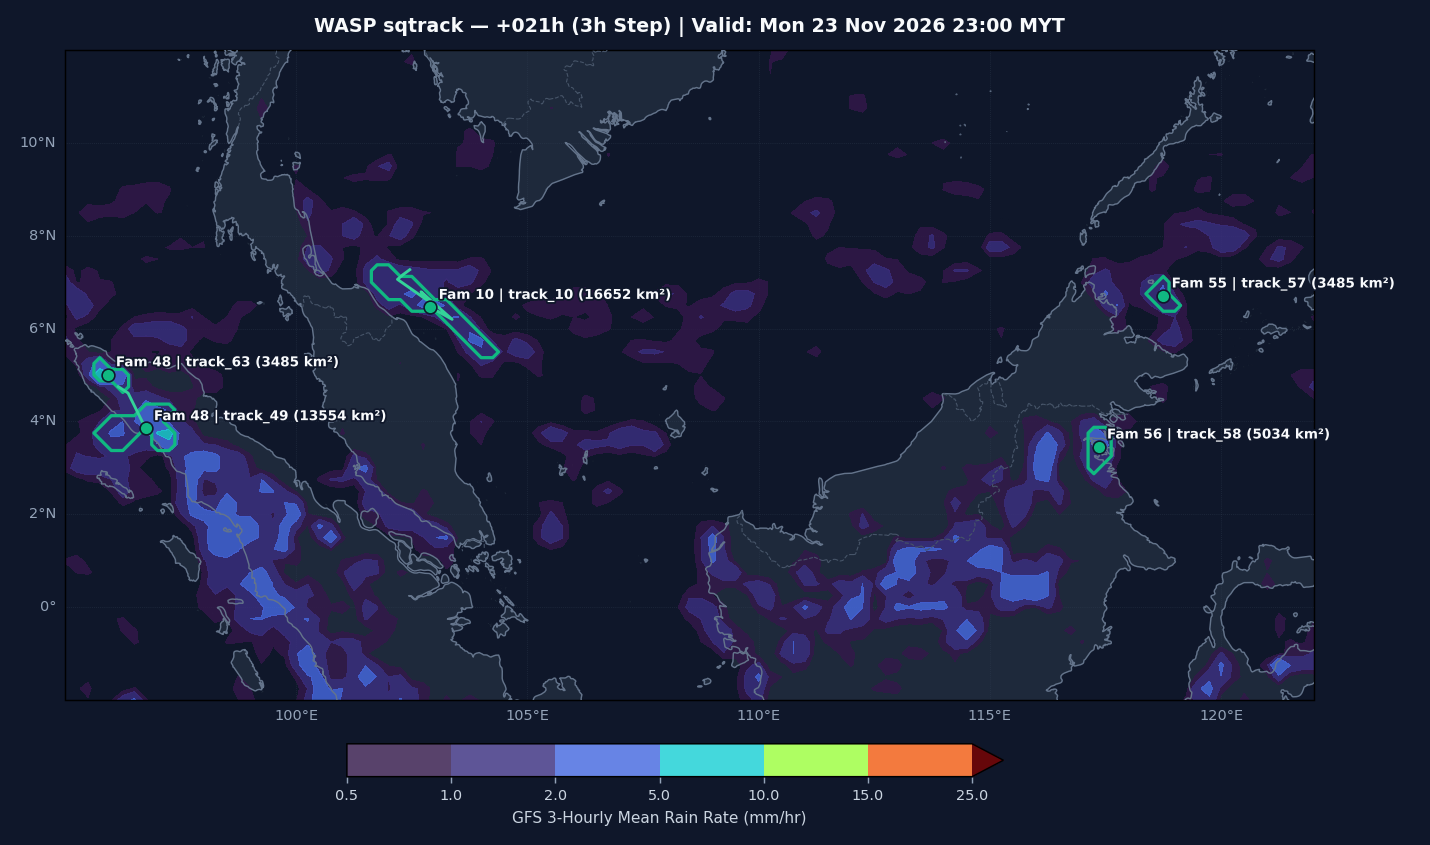 WASP sqtrack — +021h (3h Step) | Valid: Mon 23 Nov 2026 23:00 MYT
10°N
8°N
6°N
4°N
2°N
0°
Fam 55 | track_57 (3485 km²)
Fam 10 | track_10 (16652 km²)
Fam 48 | track_63 (3485 km²)
Fam 48 | track_49 (13554 km²)
Fam 56 | track_58 (5034 km²)
100°E 105°E 110°E 115°E 120°E
0.5 1.0 2.0 5.0 10.0 15.0 25.0
GFS 3-Hourly Mean Rain Rate (mm/hr)